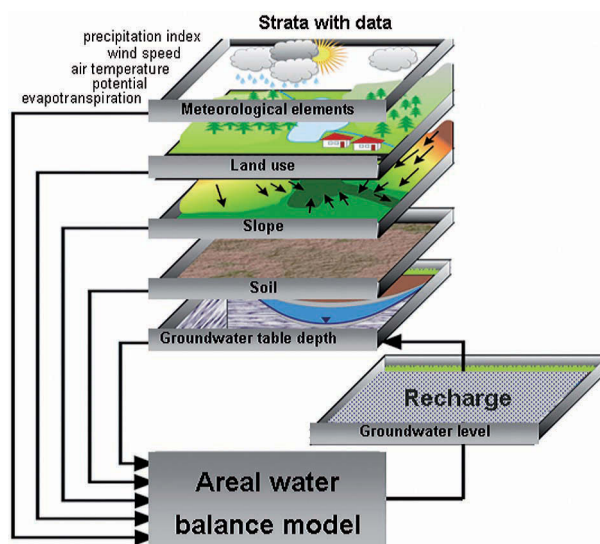 Strata with data
precipitation index
wind speed
air temperature
potential
evapotranspiration
Meteorological elements
Land use
Slope
Soil
Groundwater table depth
Recharge
Groundwater level
Areal water
balance model